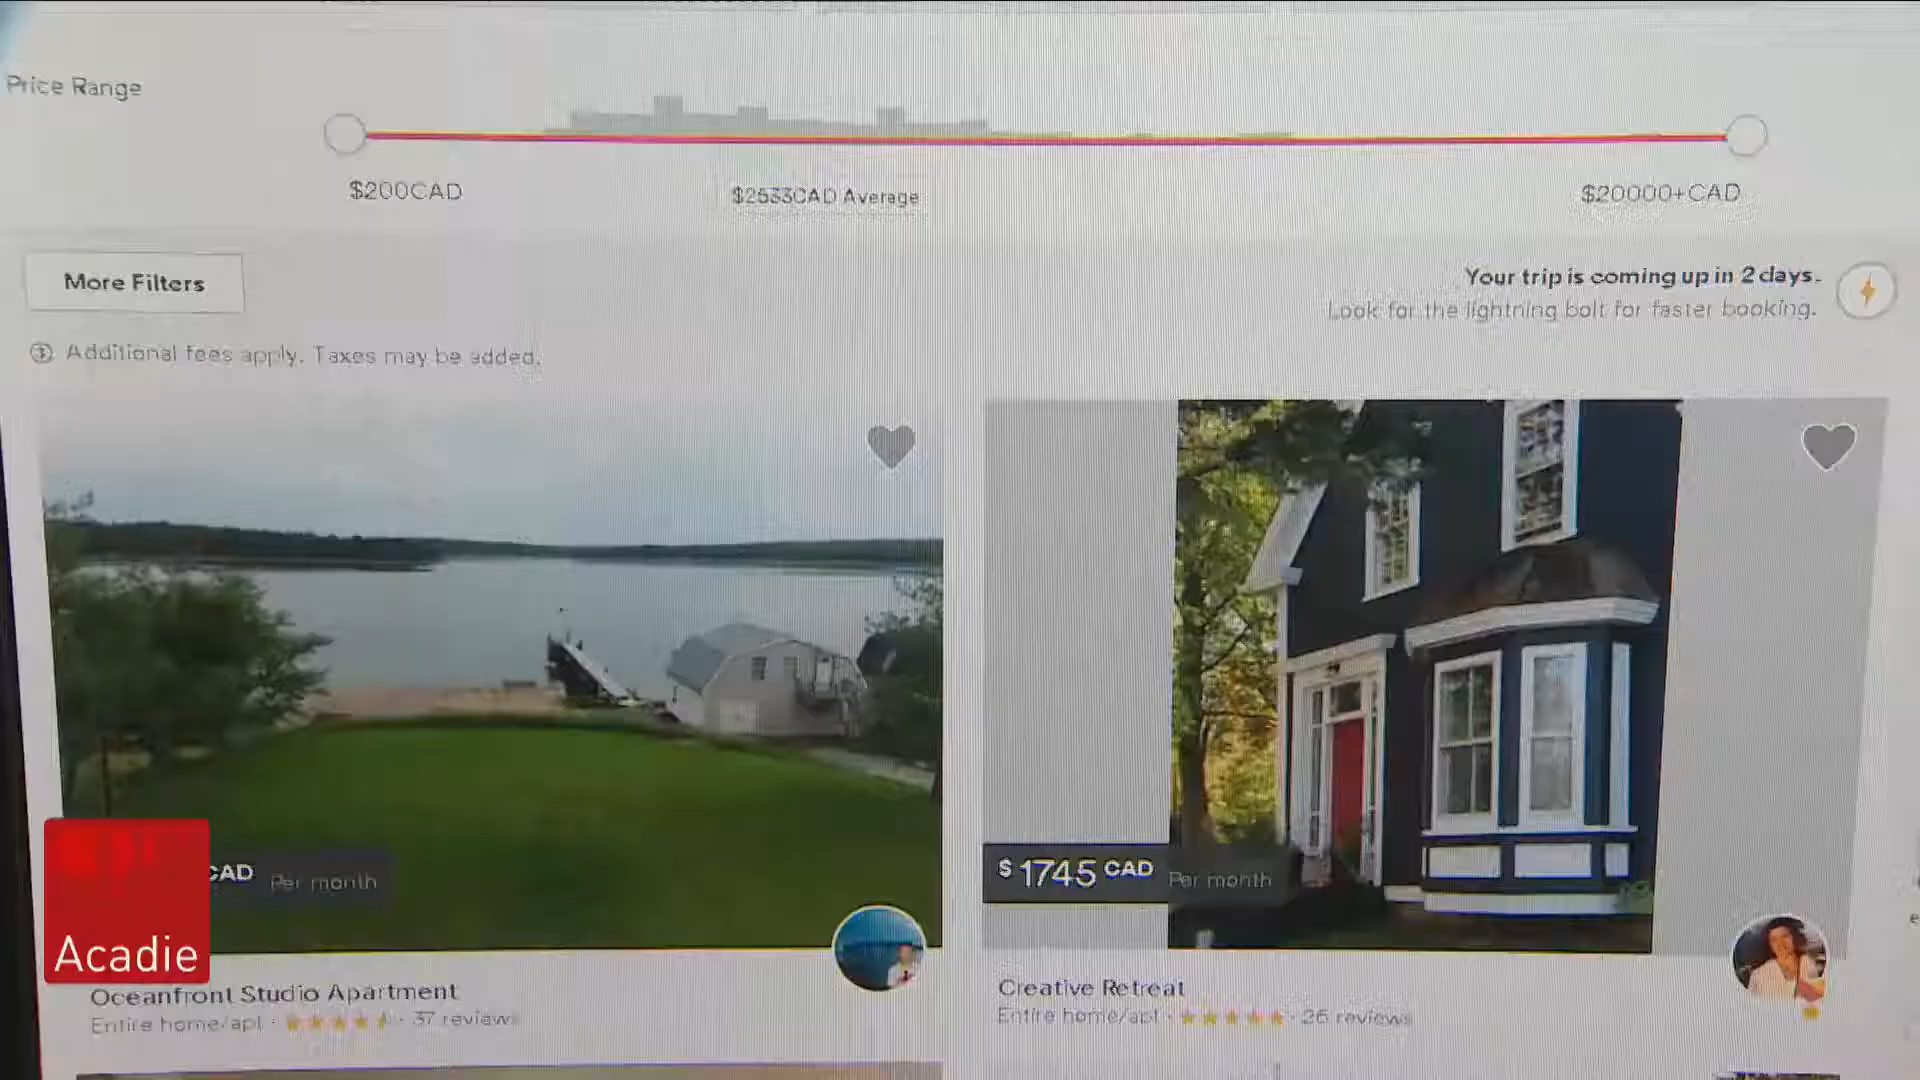 Price Range
$200CAD
$2533CAD Average
$20000+CAD
More Filters
Your trip is coming up in 2 days.
Look for the lightning bolt for faster booking.
Additional fees apply. Taxes may be added.
CAD Per month
$1745 CAD Per month
Acadie
Oceanfront Studio Apartment
Entire home/apt · 37 reviews
Creative Retreat
Entire home/apt · 26 reviews